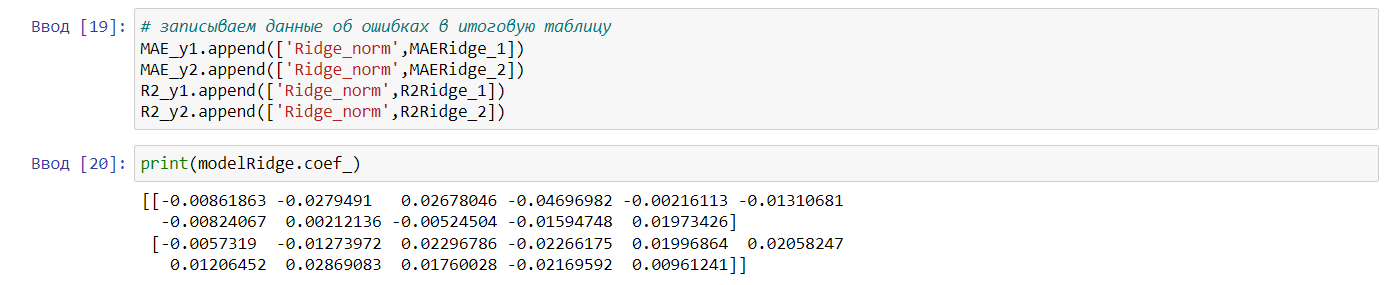 Ввод [19]: # записываем данные об ошибках в итоговую таблицу
MAE_y1.append(['Ridge_norm',MAERidge_1])
MAE_y2.append(['Ridge_norm',MAERidge_2])
R2_y1.append(['Ridge_norm',R2Ridge_1])
R2_y2.append(['Ridge_norm',R2Ridge_2])
Ввод [20]: print(modelRidge.coef_)
[[-0.00861863 -0.0279491   0.02678046 -0.04696982 -0.00216113 -0.01310681
  -0.00824067  0.00212136 -0.00524504 -0.01594748  0.01973426]
 [-0.0057319  -0.01273972  0.02296786 -0.02266175  0.01996864  0.02058247
   0.01206452  0.02869083  0.01760028 -0.02169592  0.00961241]]